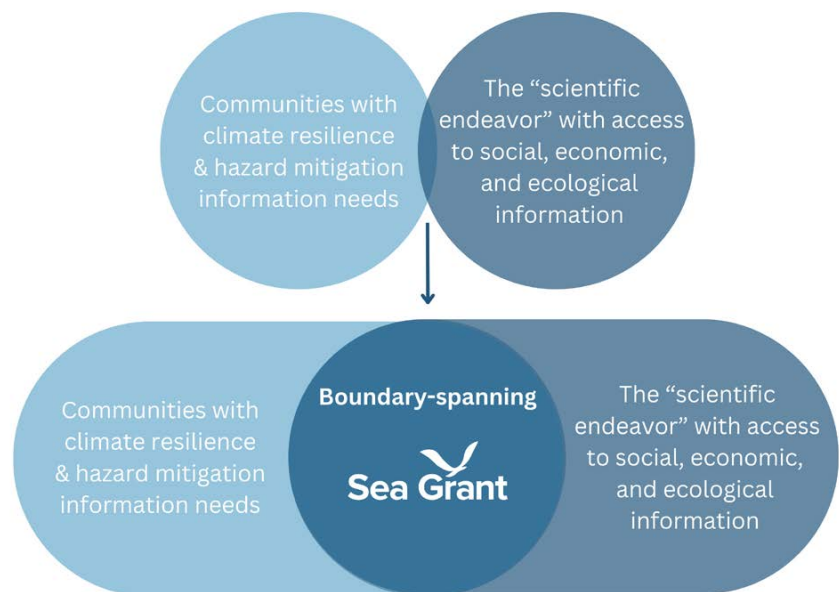 Communities with
climate resilience
& hazard mitigation
information needs
The “scientific
endeavor” with access
to social, economic,
and ecological
information
Communities with
climate resilience
& hazard mitigation
information needs
Boundary-spanning
Sea Grant
The “scientific
endeavor” with access
to social, economic,
and ecological
information